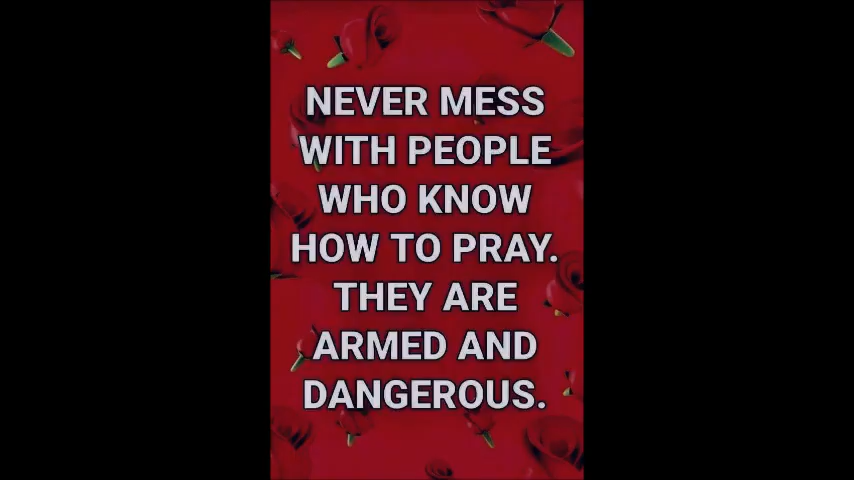 NEVER MESS
WITH PEOPLE
WHO KNOW
HOW TO PRAY.
THEY ARE
ARMED AND
DANGEROUS.